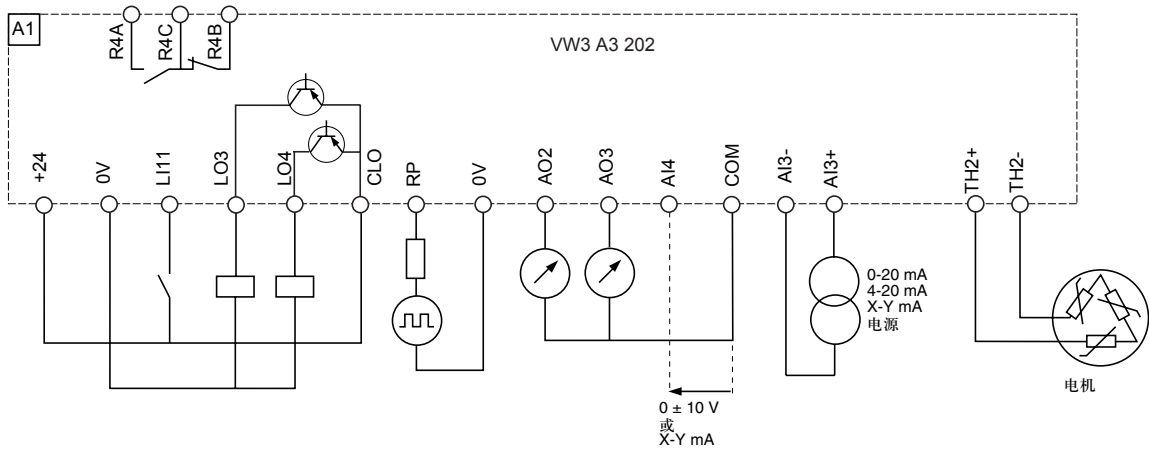 A1
R4A
R4C
R4B
VW3 A3 202
+24
0V
LI11
LO3
LO4
CLO
RP
0V
AO2
AO3
AI4
COM
AI3-
AI3+
TH2+
TH2-
0-20 mA
4-20 mA
X-Y mA
电源
电机
0 ± 10 V
或
X-Y mA